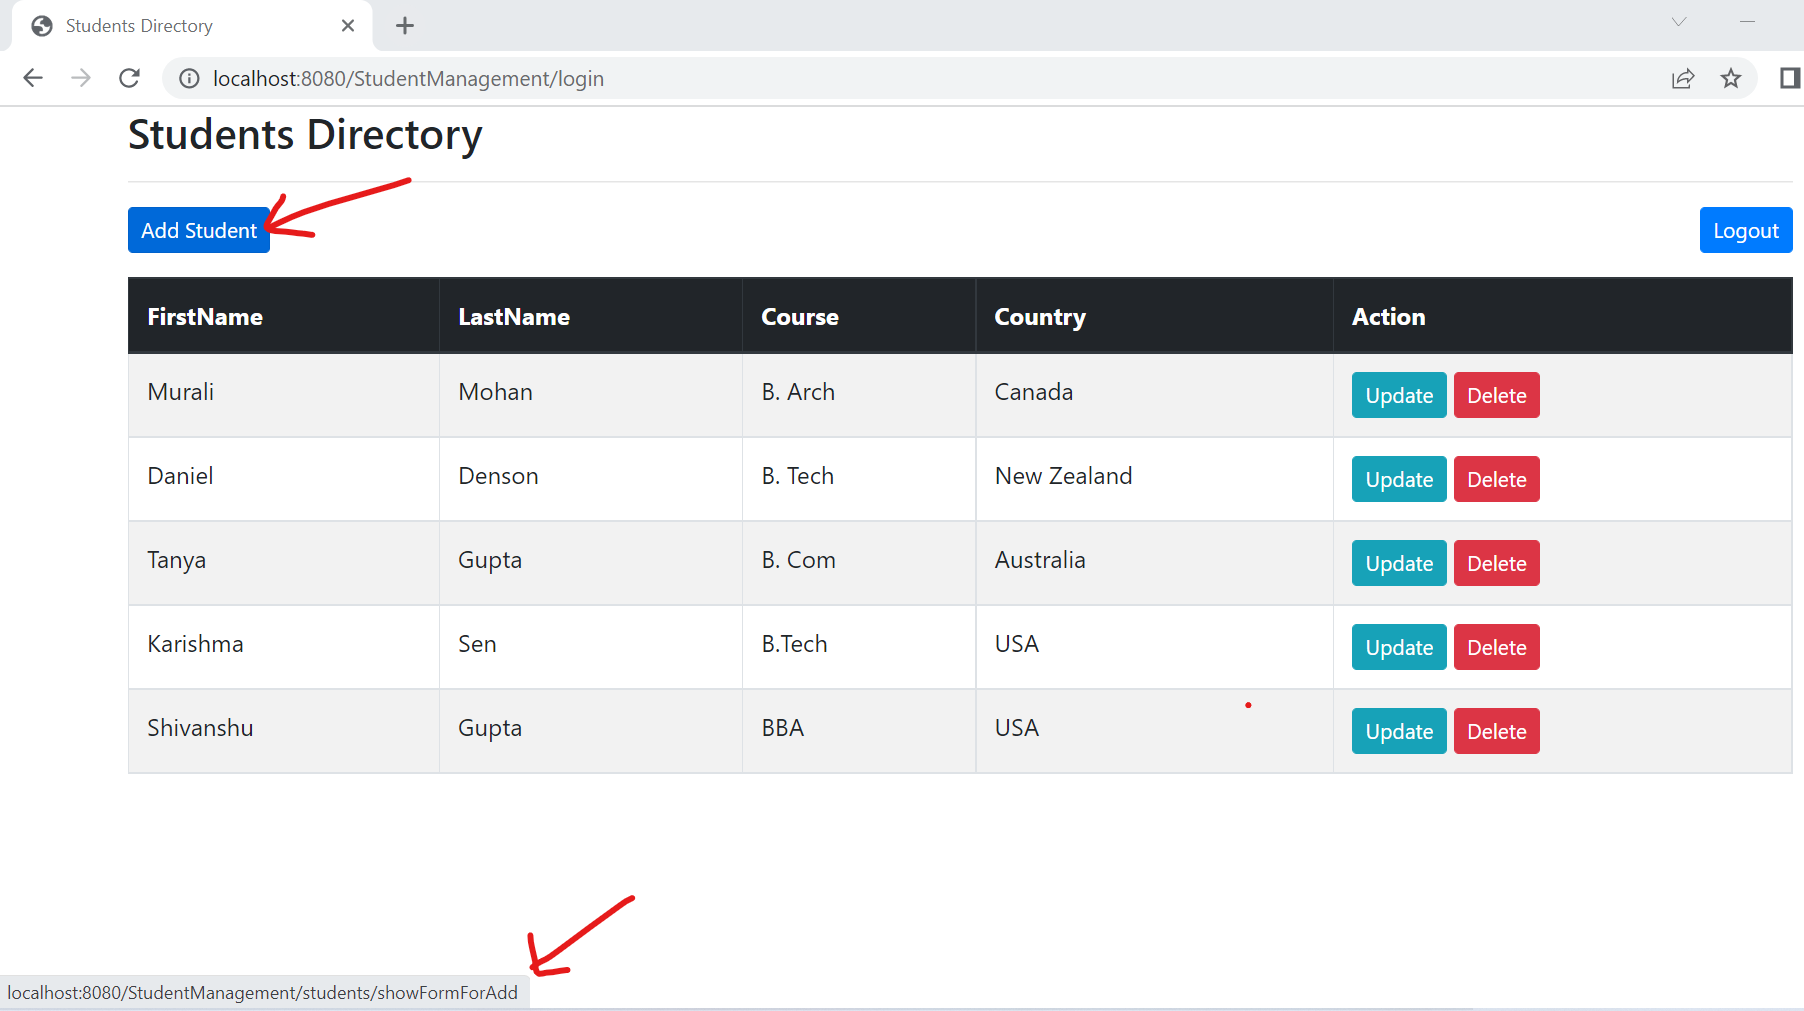 Students Directory
localhost:8080/StudentManagement/login
Students Directory
Add Student Logout
FirstName LastName Course Country Action
Murali Mohan B. Arch Canada Update Delete
Daniel Denson B. Tech New Zealand Update Delete
Tanya Gupta B. Com Australia Update Delete
Karishma Sen B.Tech USA Update Delete
Shivanshu Gupta BBA USA Update Delete
localhost:8080/StudentManagement/students/showFormForAdd